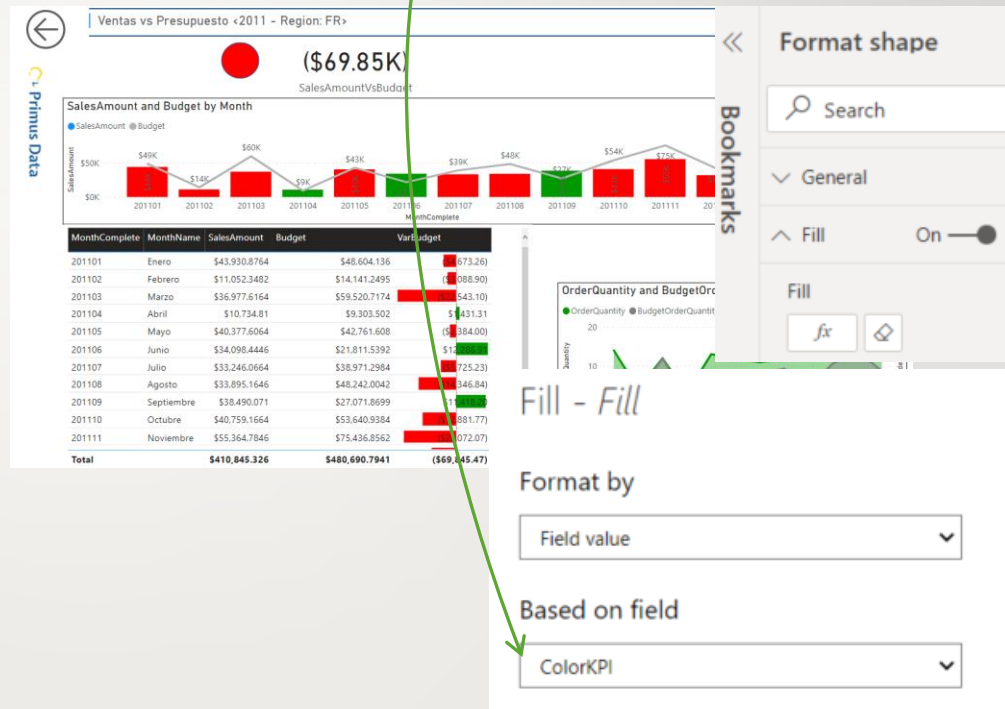 Ventas vs Presupuesto <2011 - Region: FR>
Primus Data
($69.85K)
SalesAmountVsBudget
SalesAmount and Budget by Month
SalesAmount Budget
SalesAmount
$50K
$0K
$49K
$14K
$60K
$9K
$43K
$39K
$48K
$54K
$75K
201101 201102 201103 201104 201105 201106 201107 201108 201109 201110 201111
MonthComplete
MonthComplete MonthName SalesAmount Budget VarBudget
201101 Enero $43,930.8764 $48,604.136
201102 Febrero $11,052.3482 $14,141.2495
201103 Marzo $36,977.6164 $59,520.7174
201104 Abril $10,734.81 $9,303.502
201105 Mayo $40,377.6064 $42,761.608
201106 Junio $34,098.4446 $21,811.5392
201107 Julio $33,246.0664 $38,971.2984
201108 Agosto $33,895.1646 $48,242.0042
201109 Septiembre $38,490.071 $27,071.8699
201110 Octubre $40,759.1664 $53,640.9384
201111 Noviembre $55,364.7846 $75,436.8562
Total $410,845.326 $480,690.7941 ($69,845.47)
OrderQuantity and BudgetOrd
OrderQuantity BudgetOrderQuantit
20
10
Bookmarks
Format shape
Search
General
Fill On
Fill
fx
Fill - Fill
Format by
Field value
Based on field
ColorKPI